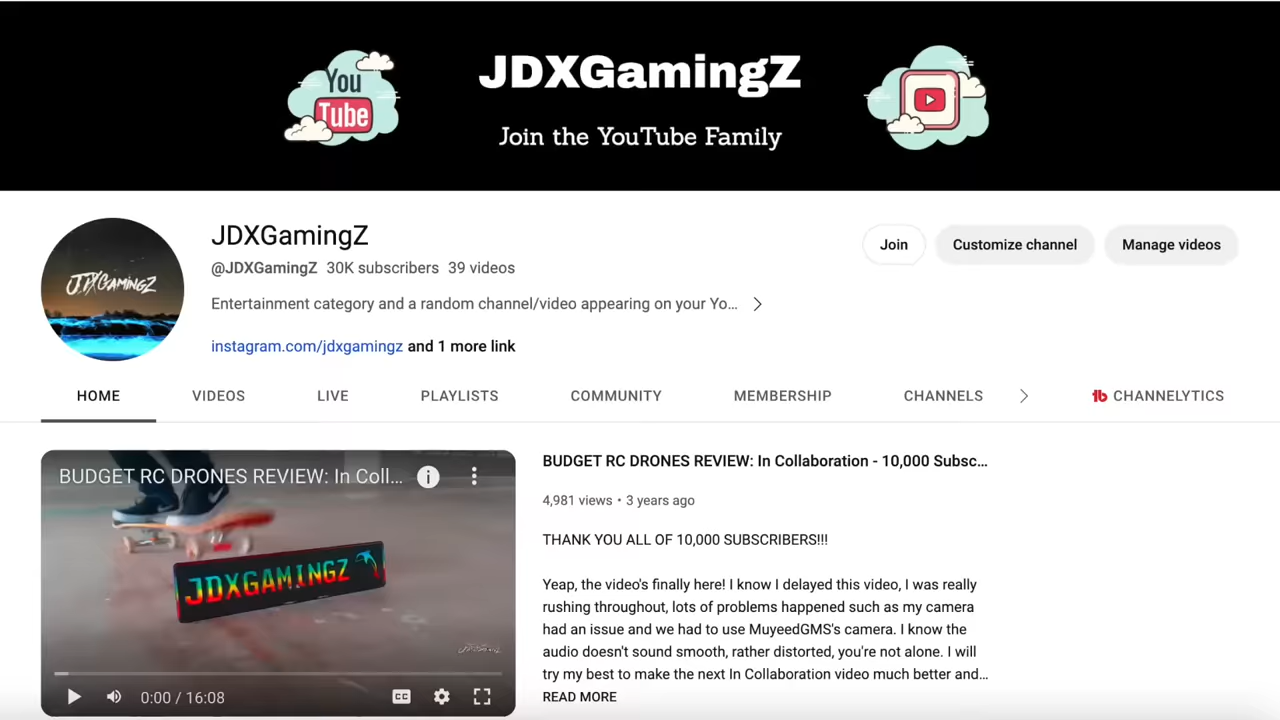 You
Tube
JDXGamingZ
Join the YouTube Family
JDXGamingZ
JDXGamingZ
@JDXGamingZ 30K subscribers 39 videos
Entertainment category and a random channel/video appearing on your Yo...
instagram.com/jdxgamingz and 1 more link
Join
Customize channel
Manage videos
HOME
VIDEOS
LIVE
PLAYLISTS
COMMUNITY
MEMBERSHIP
CHANNELS
tb CHANNELYTICS
BUDGET RC DRONES REVIEW: In Coll...
JDXGAMINGZ
JDXGamingZ
0:00 / 16:08
CC
BUDGET RC DRONES REVIEW: In Collaboration - 10,000 Subsc...
4,981 views • 3 years ago
THANK YOU ALL OF 10,000 SUBSCRIBERS!!!
Yeap, the video's finally here! I know I delayed this video, I was really
rushing throughout, lots of problems happened such as my camera
had an issue and we had to use MuyeedGMS's camera. I know the
audio doesn't sound smooth, rather distorted, you're not alone. I will
try my best to make the next In Collaboration video much better and...
READ MORE